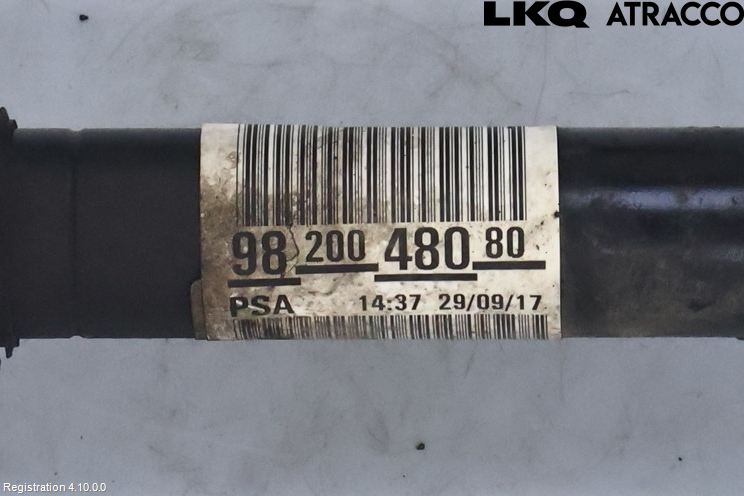 LKQ ATRACCO
98 200 480 80
PSA 14:37 29/09/17
Registration 4.10.0.0